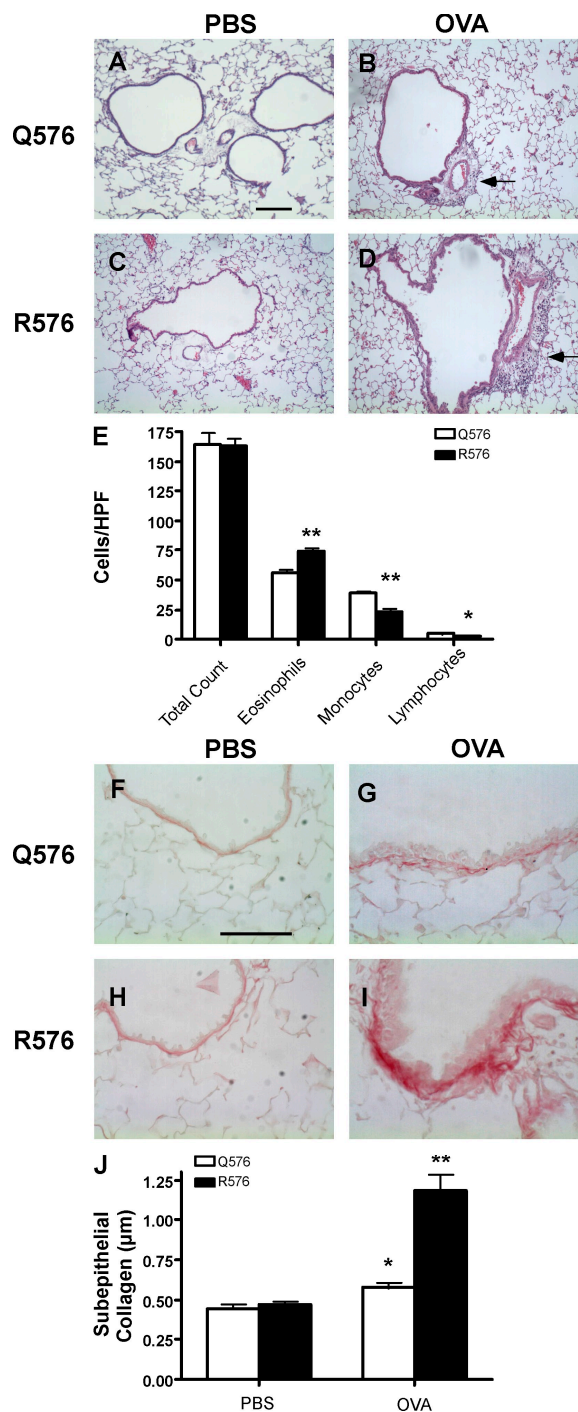 PBS OVA
A B
Q576
C D
R576
E
Q576
R576
Cells/HPF
175
150
125
100
75
50
25
0
**
**
*
Total Count Eosinophils Monocytes Lymphocytes
PBS OVA
F G
Q576
H I
R576
J
Q576
R576
Subepithelial
Collagen (μm)
1.25
1.00
0.75
0.50
0.25
0.00
*
**
PBS OVA